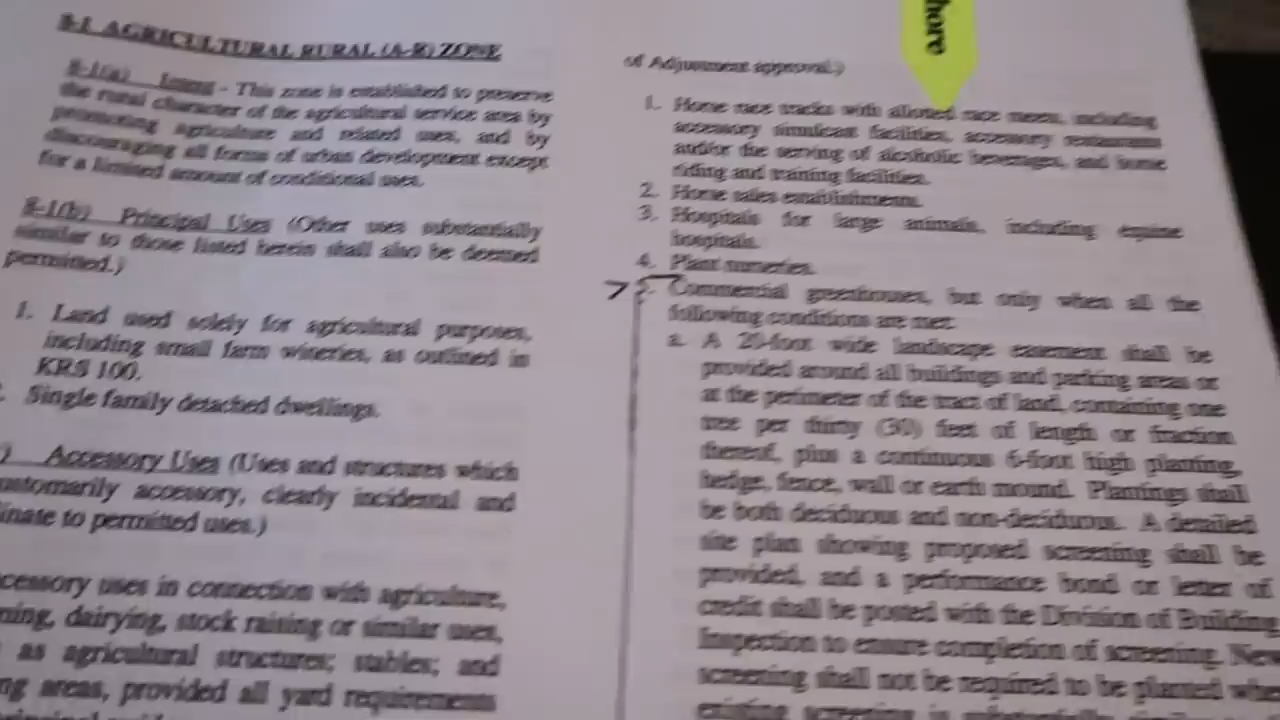 8-1 AGRICULTURAL RURAL (A-R) ZONE
8-1(a) Intent - This zone is established to preserve
the rural character of the agricultural service area by
promoting agriculture and related uses, and by
discouraging all forms of urban development except
for a limited amount of conditional uses.
8-1(b) Principal Uses (Other uses substantially
similar to those listed herein shall also be deemed
permitted.)
1. Land used solely for agricultural purposes,
including small farm wineries, as outlined in
KRS 100.
Single family detached dwellings.
) Accessory Uses (Uses and structures which
customarily accessory, clearly incidental and
inate to permitted uses.)
ccessory uses in connection with agriculture,
ming, dairying, stock raising or similar uses,
as agricultural structures; stables; and
ng areas, provided all yard requirements
hore
of Adjustment approval.)
1. Horse race tracks with allotted race meets, including
accessory simulcast facilities, accessory restaurants
and/or the serving of alcoholic beverages, and horse
riding and training facilities.
2. Horse sales establishments.
3. Hospitals for large animals, including equine
hospitals.
4. Plant nurseries.
5. Commercial greenhouses, but only when all the
following conditions are met:
a. A 20-foot wide landscape easement shall be
provided around all buildings and parking areas or
at the perimeter of the tract of land, containing one
tree per thirty (30) feet of length or fraction
thereof, plus a continuous 6-foot high planting,
hedge, fence, wall or earth mound. Plantings shall
be both deciduous and non-deciduous. A detailed
site plan showing proposed screening shall be
provided, and a performance bond or letter of
credit shall be posted with the Division of Building
Inspection to ensure completion of screening. New
screening shall not be required to be planted whe
existing screening is substantially